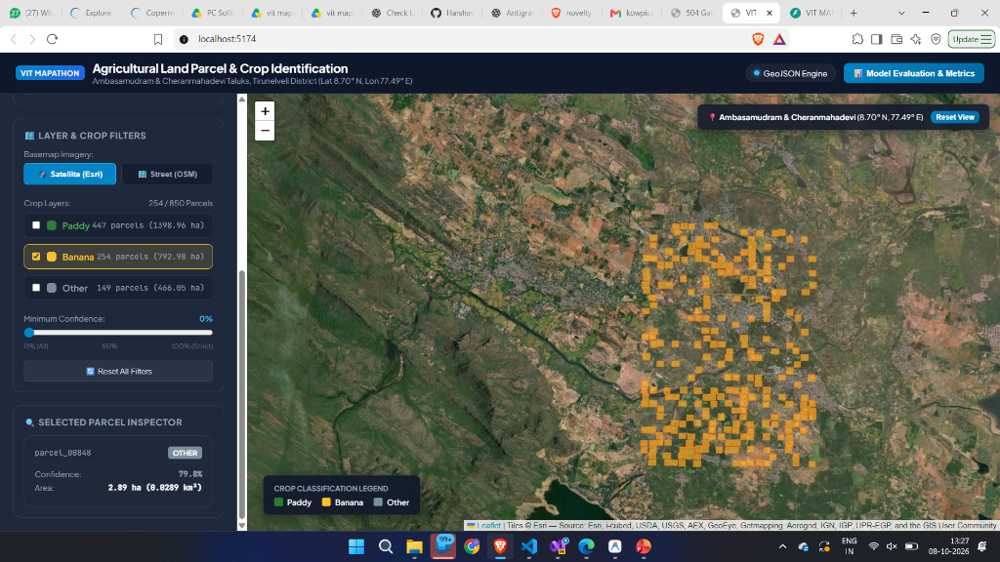 (27) Wh
Explore
Copernic
PC Softw
vit map
vit map
Check L
Harshav
Antigrav
novelty
kowpics
504 Gat
VIT
VIT MA
localhost:5174
Update
VIT MAPATHON
Agricultural Land Parcel & Crop Identification
Ambasamudram & Cheranmahadevi Taluks, Tirunelveli District (Lat 8.70° N, Lon 77.49° E)
GeoJSON Engine
Model Evaluation & Metrics
LAYER & CROP FILTERS
Basemap Imagery:
Satellite (Esri)
Street (OSM)
Crop Layers:
254 / 850 Parcels
Paddy 447 parcels (1398.96 ha)
Banana 254 parcels (792.98 ha)
Other 149 parcels (466.05 ha)
Minimum Confidence:
0%
0% (All)
50%
100% (Strict)
Reset All Filters
SELECTED PARCEL INSPECTOR
parcel_00848
OTHER
Confidence:
79.8%
Area:
2.89 ha (0.0289 km²)
+
−
Ambasamudram & Cheranmahadevi (8.70° N, 77.49° E)
Reset View
CROP CLASSIFICATION LEGEND
Paddy
Banana
Other
Leaflet | Tiles © Esri — Source: Esri, i-cubed, USDA, USGS, AEX, GeoEye, Getmapping, Aerogrid, IGN, IGP, UPR-EGP, and the GIS User Community
99+
ENG
IN
13:27
08-10-2026